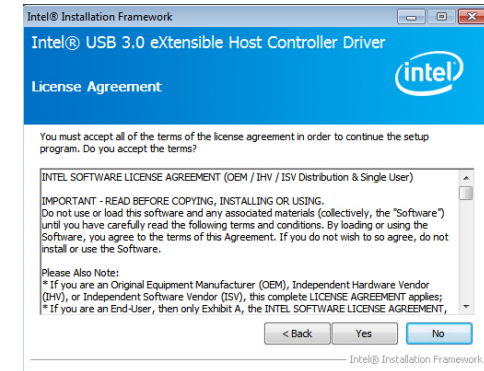 Intel® Installation Framework
Intel® USB 3.0 eXtensible Host Controller Driver
License Agreement
(intel)
You must accept all of the terms of the license agreement in order to continue the setup
program. Do you accept the terms?
INTEL SOFTWARE LICENSE AGREEMENT (OEM / IHV / ISV Distribution & Single User)
IMPORTANT - READ BEFORE COPYING, INSTALLING OR USING.
Do not use or load this software and any associated materials (collectively, the "Software")
until you have carefully read the following terms and conditions. By loading or using the
Software, you agree to the terms of this Agreement. If you do not wish to so agree, do not
install or use the Software.
Please Also Note:
* If you are an Original Equipment Manufacturer (OEM), Independent Hardware Vendor
(IHV), or Independent Software Vendor (ISV), this complete LICENSE AGREEMENT applies;
* If you are an End-User, then only Exhibit A, the INTEL SOFTWARE LICENSE AGREEMENT,
< Back Yes No
Intel® Installation Framework